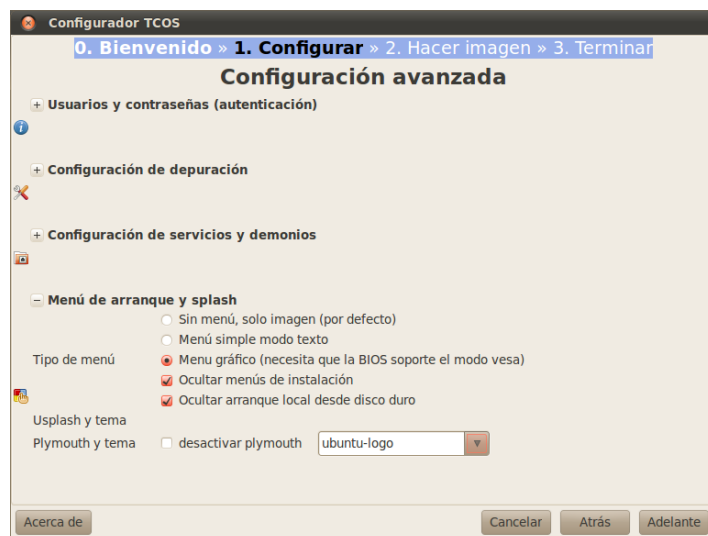 Configurador TCOS
0. Bienvenido » 1. Configurar » 2. Hacer imagen » 3. Terminar
Configuración avanzada
Usuarios y contraseñas (autenticación)
Configuración de depuración
Configuración de servicios y demonios
Menú de arranque y splash
Sin menú, solo imagen (por defecto)
Menú simple modo texto
Tipo de menú
Menu gráfico (necesita que la BIOS soporte el modo vesa)
Ocultar menús de instalación
Ocultar arranque local desde disco duro
Usplash y tema
Plymouth y tema
desactivar plymouth
ubuntu-logo
Acerca de
Cancelar
Atrás
Adelante